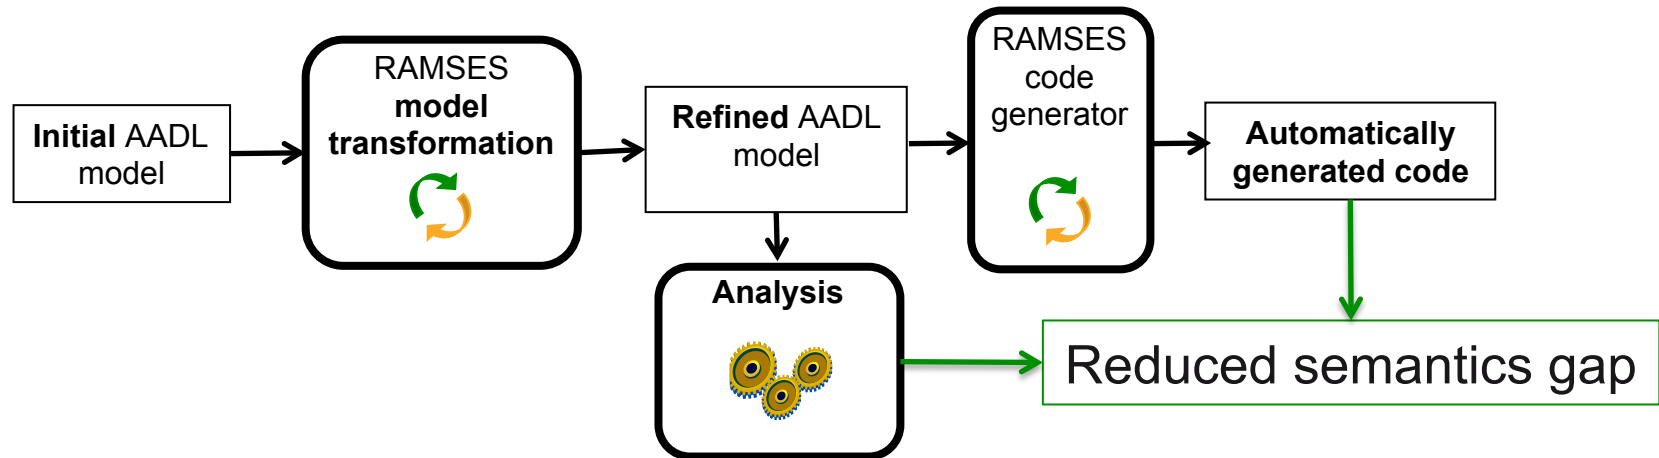 Initial AADL
model
RAMSES
model
transformation
Refined AADL
model
RAMSES
code
generator
Automatically
generated code
Analysis
Reduced semantics gap